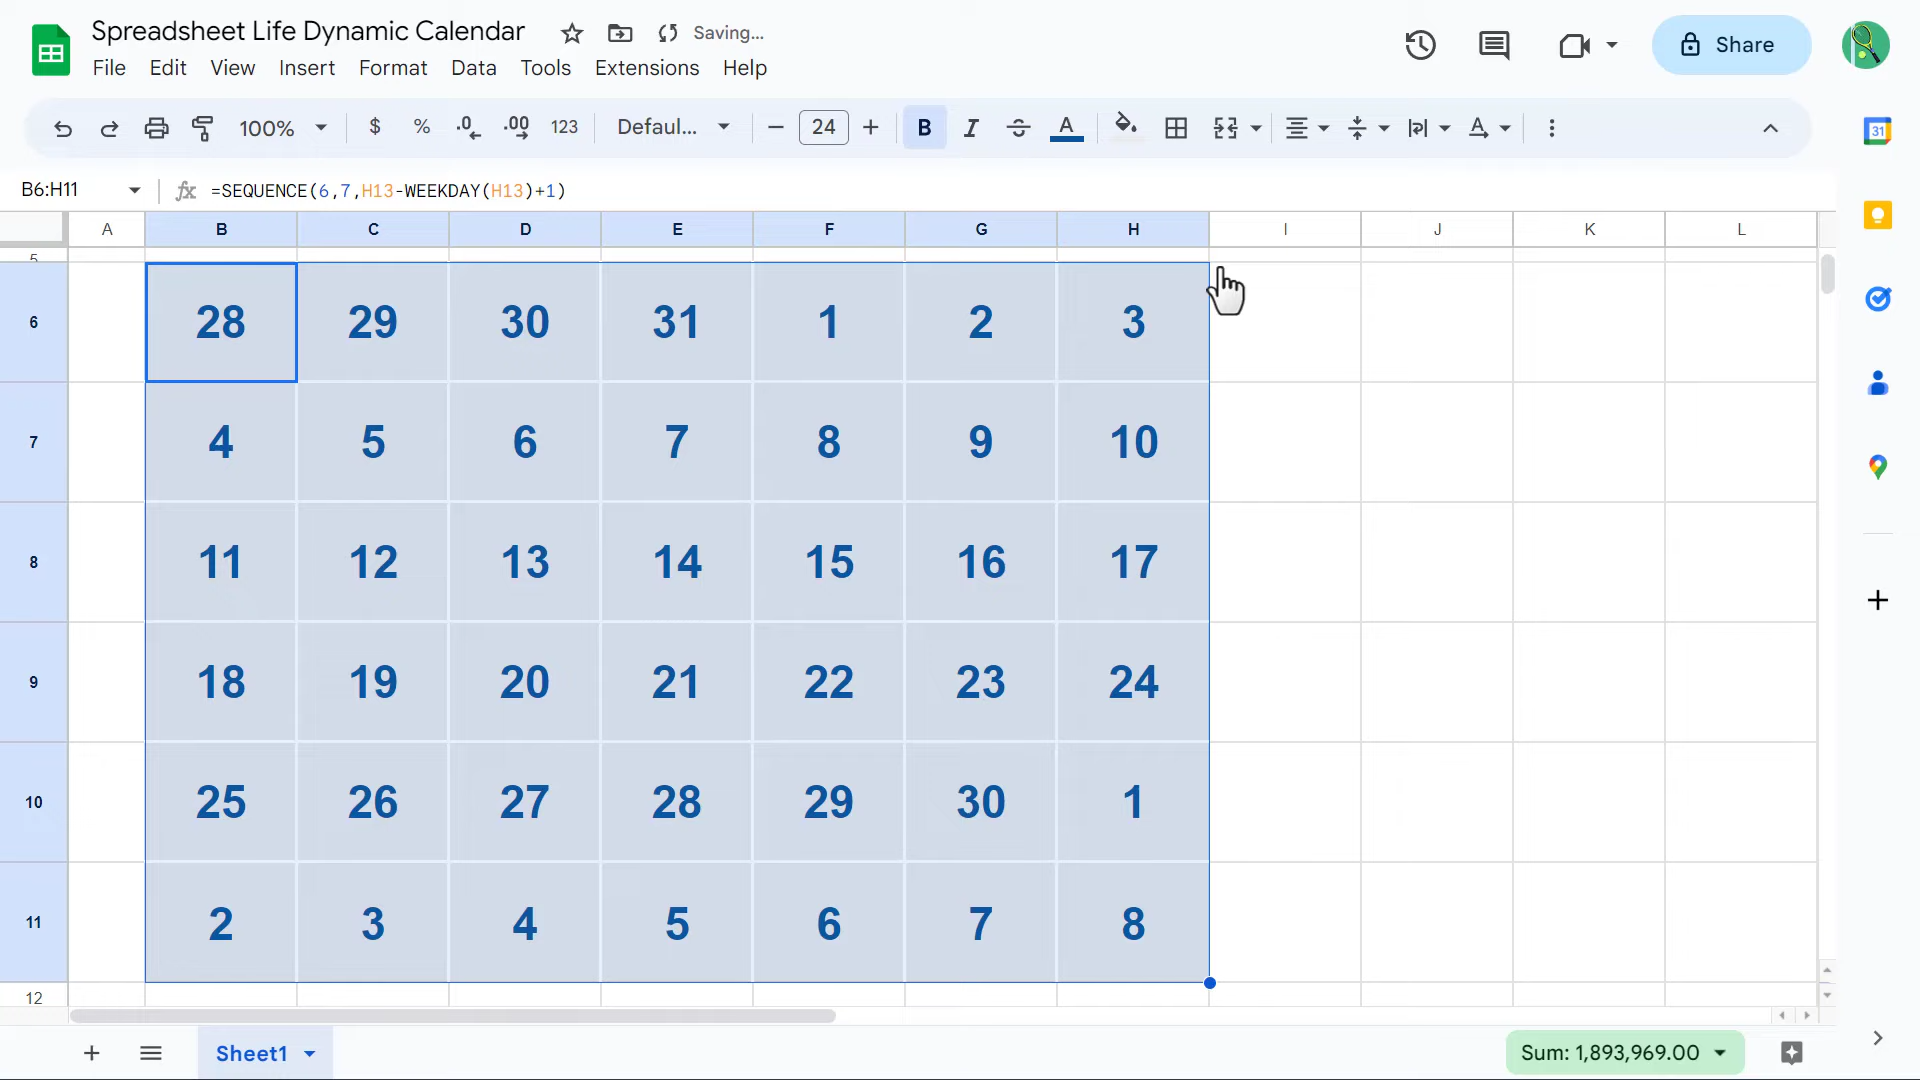 Spreadsheet Life Dynamic Calendar Saving...
File Edit View Insert Format Data Tools Extensions Help
Share
100% $ % .0 .00 123 Defaul... 24 B I S A A
31
B6:H11 fx =SEQUENCE(6,7,H13-WEEKDAY(H13)+1)
A B C D E F G H I J K L
5
6 28 29 30 31 1 2 3
7 4 5 6 7 8 9 10
8 11 12 13 14 15 16 17
9 18 19 20 21 22 23 24
10 25 26 27 28 29 30 1
11 2 3 4 5 6 7 8
12
Sheet1 Sum: 1,893,969.00